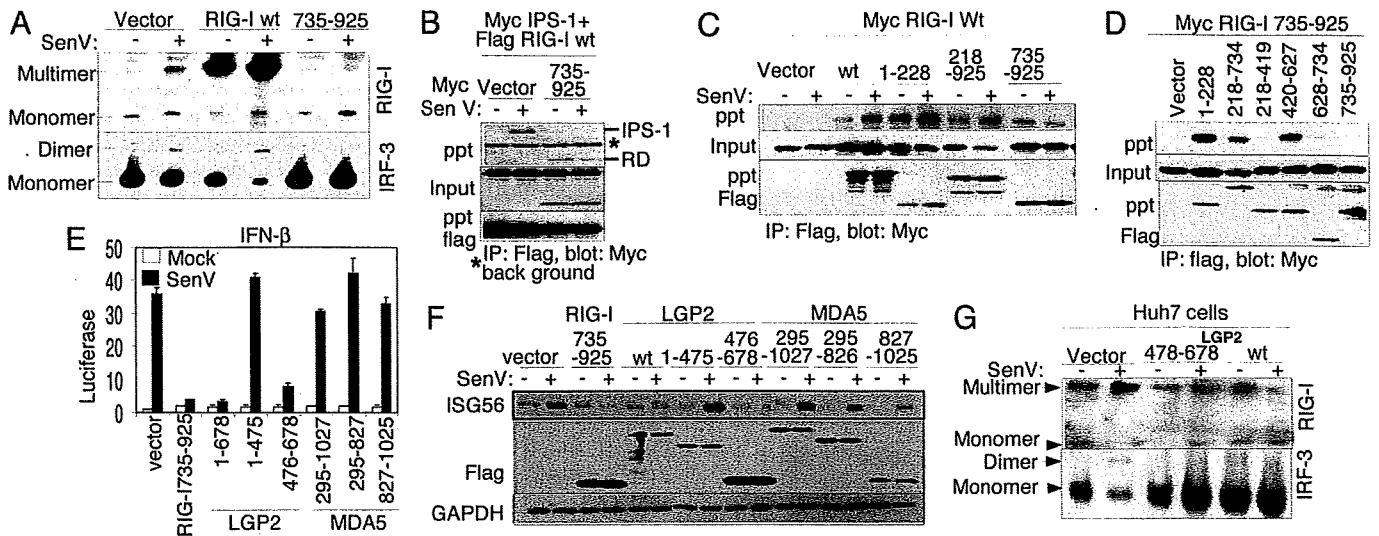 A
Vector RIG-I wt 735-925
SenV: - + - + - +
Multimer
Monomer
RIG-I
Dimer
Monomer
IRF-3
B
Myc IPS-1+
Flag RIG-I wt
Myc Vector 735-925
Sen V: - + - +
ppt
IPS-1
*
RD
Input
ppt
flag
IP: Flag, blot: Myc
*back ground
C
Myc RIG-I Wt
Vector wt 1-228 218-925 735-925
SenV: - + - + - + - + - +
ppt
Input
ppt
Flag
IP: Flag, blot: Myc
D
Myc RIG-I 735-925
Vector
1-228
218-734
218-419
420-627
628-734
735-925
ppt
Input
ppt
Flag
IP: flag, blot: Myc
E
IFN-β
50
40
30
20
10
0
Luciferase
Mock
SenV
vector
RIG-I735-925
1-678
1-475
476-678
295-1027
295-827
827-1025
LGP2 MDA5
F
RIG-I LGP2 MDA5
vector 735-925 wt 1-475 476-678 295-1027 295-826 827-1025
SenV: - + - + - + - + - + - + - + - +
ISG56
Flag
GAPDH
G
Huh7 cells
LGP2
Vector 478-678 wt
SenV: - + - + - +
Multimer
Monomer
RIG-I
Dimer
Monomer
IRF-3